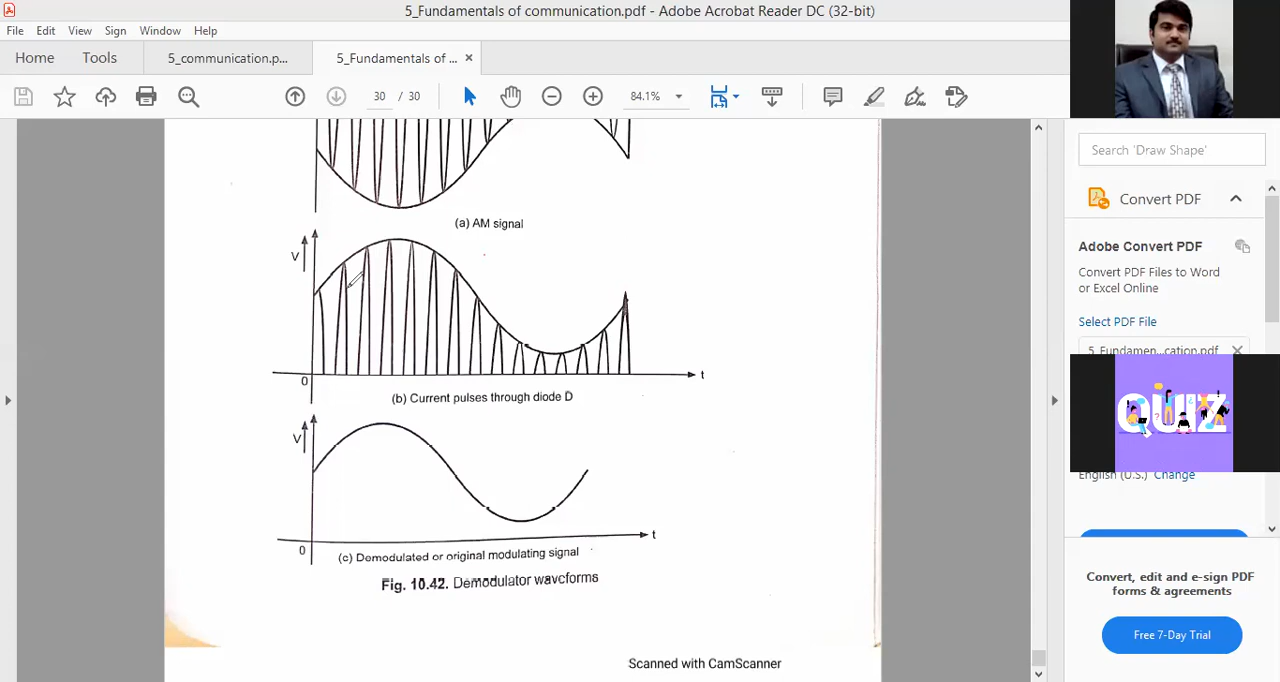 5_Fundamentals of communication.pdf - Adobe Acrobat Reader DC (32-bit)
File Edit View Sign Window Help
Home Tools 5_communication.p... 5_Fundamentals of ... ×
30 / 30 84.1%
Search 'Draw Shape'
Convert PDF
Adobe Convert PDF
Convert PDF Files to Word
or Excel Online
Select PDF File
5_Fundamen...cation.pdf
QUIZ
English (U.S.) Change
Convert, edit and e-sign PDF
forms & agreements
Free 7-Day Trial
(a) AM signal
V
0
t
(b) Current pulses through diode D
V
0
t
(c) Demodulated or original modulating signal
Fig. 10.42. Demodulator waveforms
Scanned with CamScanner